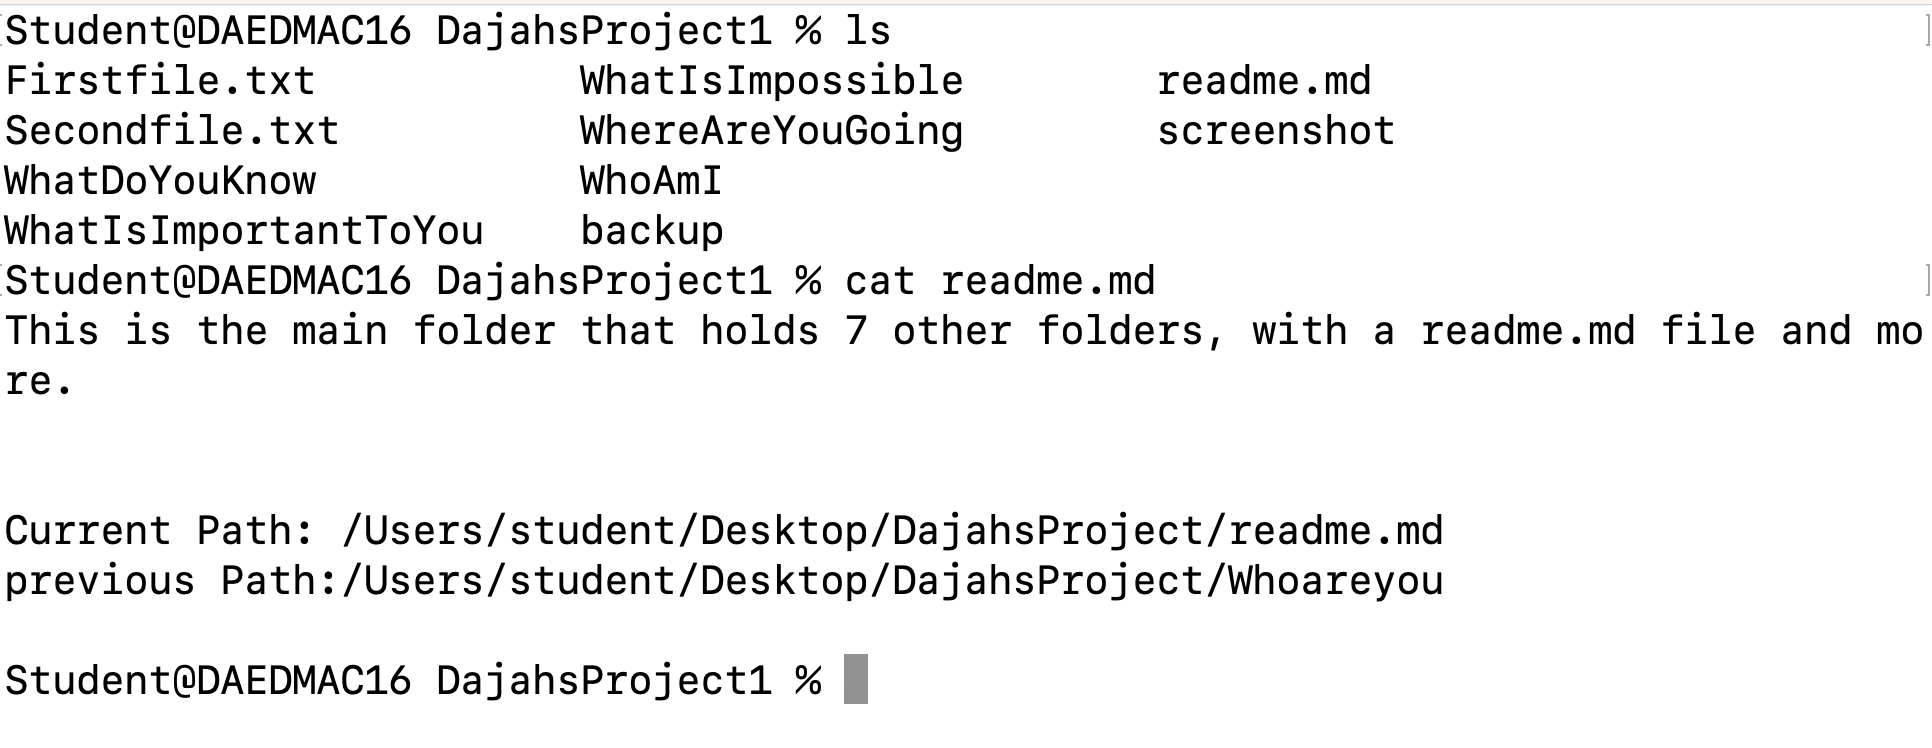 Student@DAEDMAC16 DajahsProject1 % ls
Firstfile.txt WhatIsImpossible readme.md
Secondfile.txt WhereAreYouGoing screenshot
WhatDoYouKnow WhoAmI
WhatIsImportantToYou backup
Student@DAEDMAC16 DajahsProject1 % cat readme.md
This is the main folder that holds 7 other folders, with a readme.md file and mo
re.
Current Path: /Users/student/Desktop/DajahsProject/readme.md
previous Path:/Users/student/Desktop/DajahsProject/Whoareyou
Student@DAEDMAC16 DajahsProject1 %